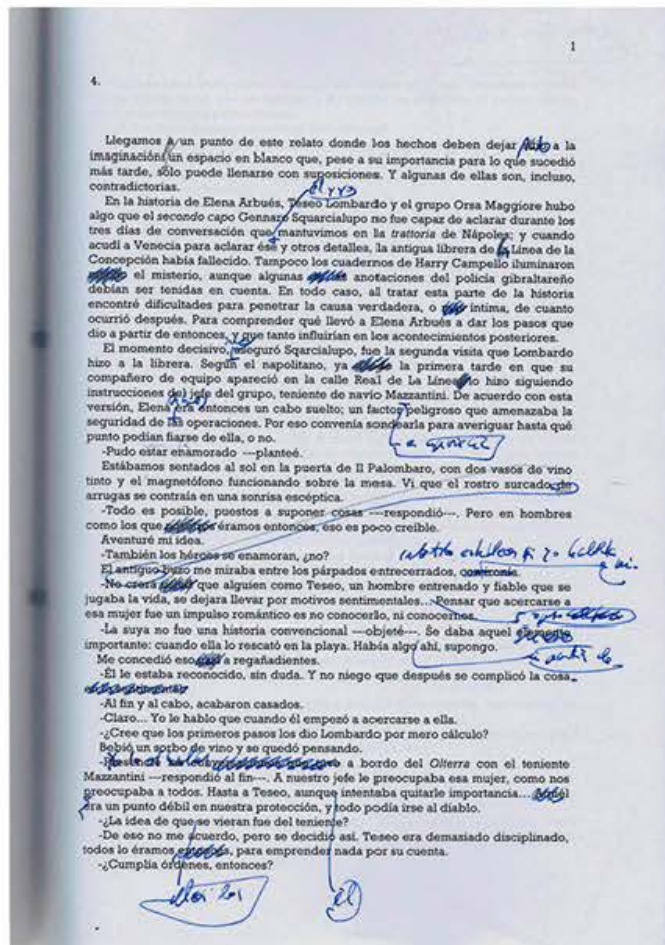 1
4.
Llegamos a un punto de este relato donde los hechos deben dejar paso a la
imaginación; un espacio en blanco que, pese a su importancia para lo que sucedió
más tarde, sólo puede llenarse con suposiciones. Y algunas de ellas son, incluso,
contradictorias.
él y yo
En la historia de Elena Arbués, Teseo Lombardo y el grupo Orsa Maggiore hubo
algo que el secondo capo Gennaro Squarcialupo no fue capaz de aclarar durante los
tres días de conversación que mantuvimos en la trattoria de Nápoles; y cuando
acudí a Venecia para aclarar ése y otros detalles, la antigua librera de La Línea de la
Concepción había fallecido. Tampoco los cuadernos de Harry Campello iluminaron
el misterio, aunque algunas anotaciones del policía gibraltareño
debían ser tenidas en cuenta. En todo caso, al tratar esta parte de la historia
encontré dificultades para penetrar la causa verdadera, o íntima, de cuanto
ocurrió después. Para comprender qué llevó a Elena Arbués a dar los pasos que
dio a partir de entonces, y que tanto influirían en los acontecimientos posteriores.
El momento decisivo, aseguró Sqarcialupo, fue la segunda visita que Lombardo
hizo a la librera. Según el napolitano, ya la primera tarde en que su
compañero de equipo apareció en la calle Real de La Línea lo hizo siguiendo
instrucciones del jefe del grupo, teniente de navío Mazzantini. De acuerdo con esta
versión, Elena era entonces un cabo suelto; un factor peligroso que amenazaba la
seguridad de las operaciones. Por eso convenía sondearla para averiguar hasta qué
punto podían fiarse de ella, o no.
-Pudo estar enamorado ---planteé.
Estábamos sentados al sol en la puerta de Il Palombaro, con dos vasos de vino
tinto y el magnetófono funcionando sobre la mesa. Vi que el rostro surcado de
arrugas se contraía en una sonrisa escéptica.
-Todo es posible, puestos a suponer cosas ---respondió---. Pero en hombres
como los que éramos entonces, eso es poco creíble.
Aventuré mi idea.
-También los héroes se enamoran, ¿no?
El antiguo buzo me miraba entre los párpados entrecerrados, con ironía.
-No crerá que alguien como Teseo, un hombre entrenado y fiable que se
jugaba la vida, se dejara llevar por motivos sentimentales... Pensar que acercarse a
esa mujer fue un impulso romántico es no conocerlo, ni conocernos.
-La suya no fue una historia convencional ---objeté---. Se daba aquel elemento
importante: cuando ella lo rescató en la playa. Había algo ahí, supongo.
Me concedió eso a regañadientes.
-Él le estaba reconocido, sin duda. Y no niego que después se complicó la cosa
-Al fin y al cabo, acabaron casados.
-Claro... Yo le hablo que cuando él empezó a acercarse a ella.
-¿Cree que los primeros pasos los dio Lombardo por mero cálculo?
Bebió un sorbo de vino y se quedó pensando.
a bordo del Olterra con el teniente
Mazzantini ---respondió al fin---. A nuestro jefe le preocupaba esa mujer, como nos
preocupaba a todos. Hasta a Teseo, aunque intentaba quitarle importancia...
era un punto débil en nuestra protección, y todo podía irse al diablo.
-¿La idea de que se vieran fue del teniente?
-De eso no me acuerdo, pero se decidió así. Teseo era demasiado disciplinado,
todos lo éramos entonces, para emprender nada por su cuenta.
-¿Cumplía órdenes, entonces?
él